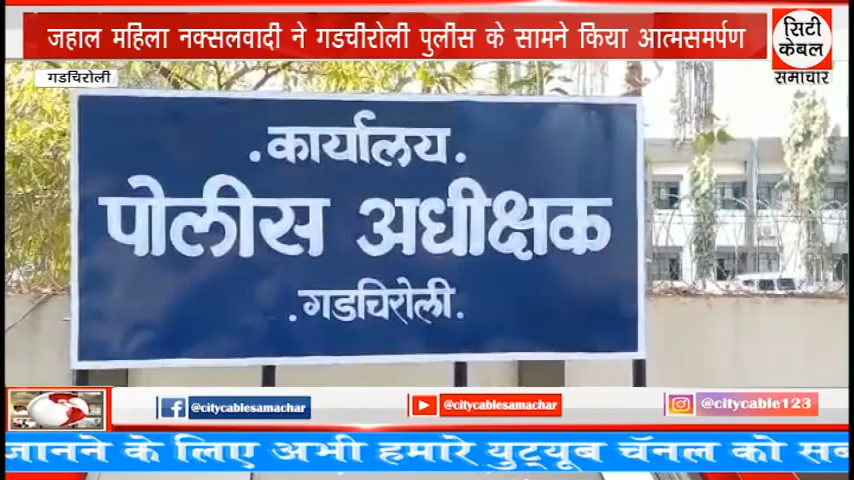 जहाल महिला नक्सलवादी ने गडचीरोली पुलीस के सामने किया आत्मसमर्पण
सिटी
केबल
समाचार
गडचिरोली
.कार्यालय.
पोलीस अधीक्षक
.गडचिरोली.
@citycablesamachar
@citycablesamachar
@citycable123
जानने के लिए अभी हमारे युट्यूब चॅनल को सब